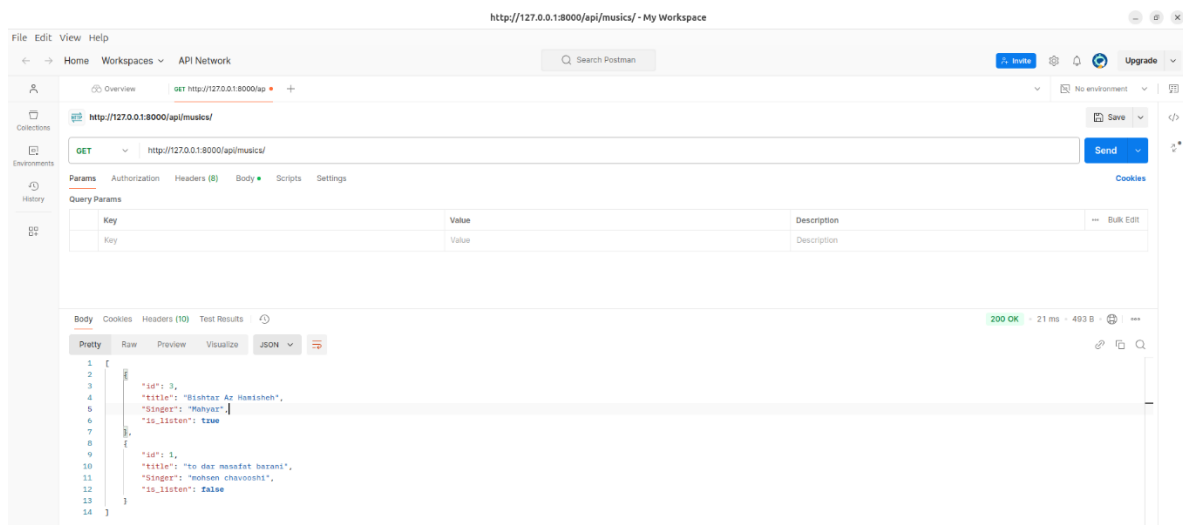 http://127.0.0.1:8000/api/musics/ - My Workspace
File Edit View Help
Home Workspaces API Network
Search Postman
Invite
Upgrade
Overview
GET http://127.0.0.1:8000/ap
No environment
Collections
Environments
History
HTTP http://127.0.0.1:8000/api/musics/
Save
GET http://127.0.0.1:8000/api/musics/
Send
Params Authorization Headers (8) Body Scripts Settings
Cookies
Query Params
Key Value Description Bulk Edit
Key Value Description
Body Cookies Headers (10) Test Results
200 OK 21 ms 493 B
Pretty Raw Preview Visualize JSON
1 [
2 {
3 "id": 3,
4 "title": "Bishtar Az Hamisheh",
5 "Singer": "Mahyar",
6 "is_listen": true
7 },
8 {
9 "id": 1,
10 "title": "to dar masafat barani",
11 "Singer": "mohsen chavooshi",
12 "is_listen": false
13 }
14 ]